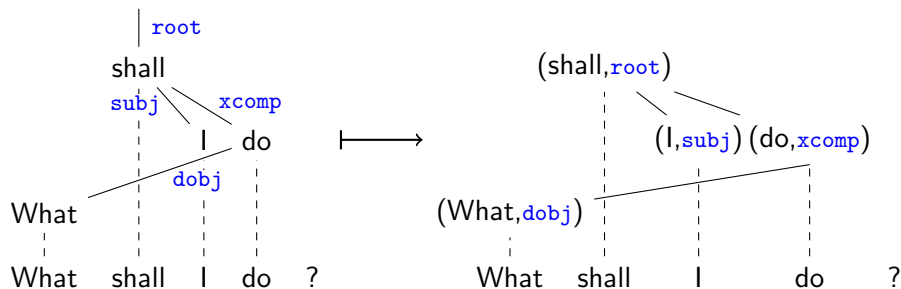 root
shall (shall,root)
subj xcomp
I do (I,subj) (do,xcomp)
dobj
What (What,dobj)
What shall I do ? What shall I do ?